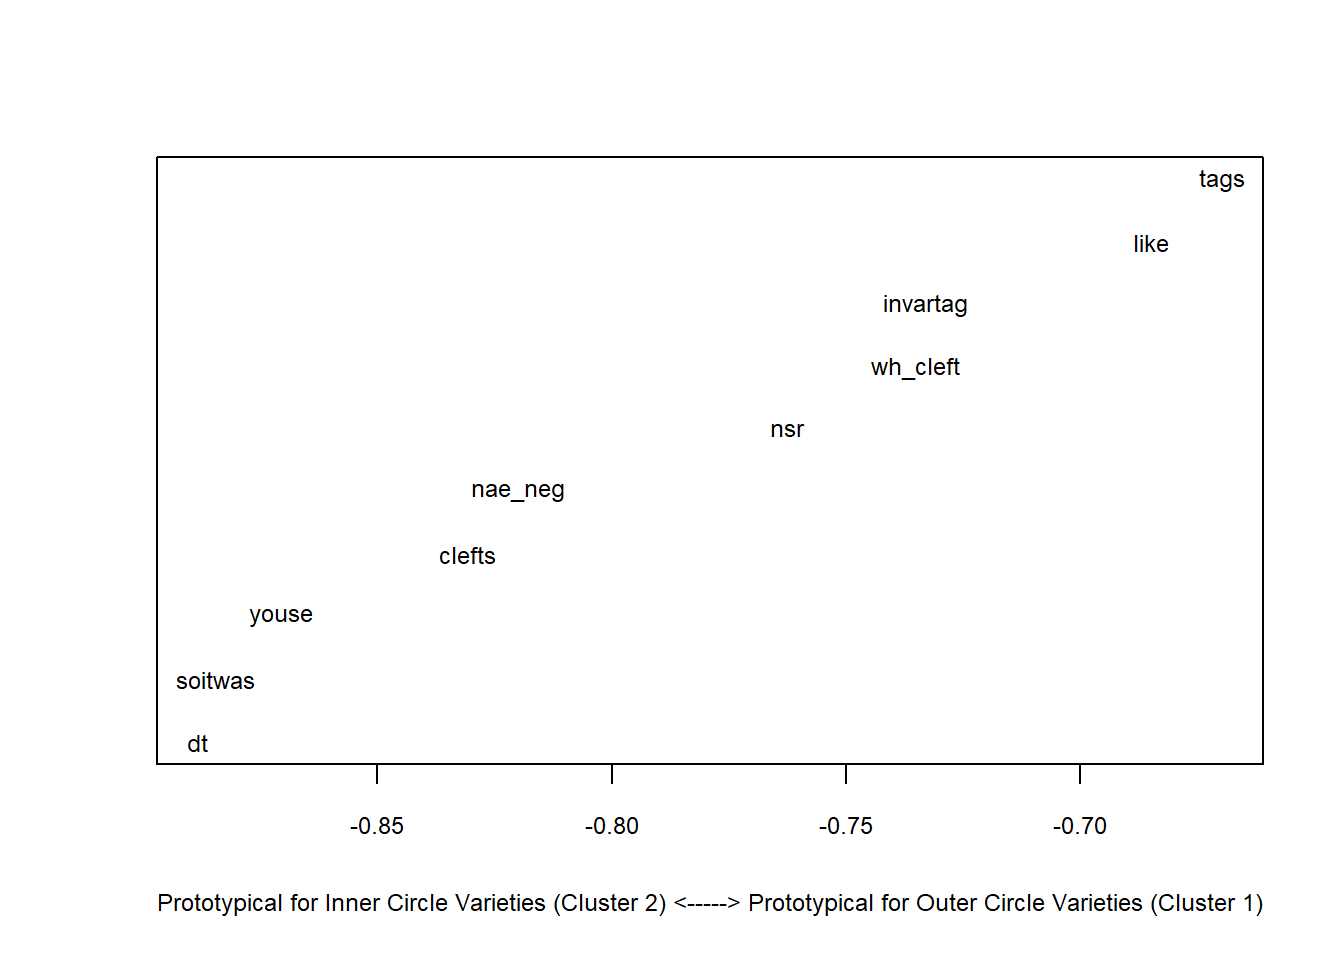 tags
like
invartag
wh_cleft
nsr
nae_neg
clefts
youse
soitwas
dt
-0.85 -0.80 -0.75 -0.70
Prototypical for Inner Circle Varieties (Cluster 2) <-----> Prototypical for Outer Circle Varieties (Cluster 1)